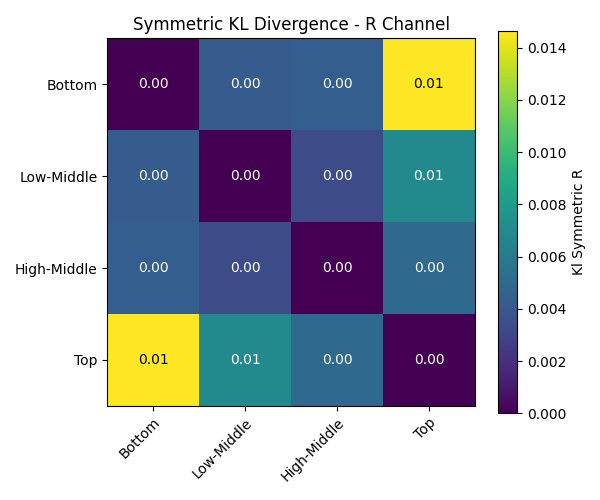 Symmetric KL Divergence - R Channel
Bottom 0.00 0.00 0.00 0.01
Low-Middle 0.00 0.00 0.00 0.01
High-Middle 0.00 0.00 0.00 0.00
Top 0.01 0.01 0.00 0.00
Bottom Low-Middle High-Middle Top
0.014
0.012
0.010
0.008
0.006
0.004
0.002
0.000
Kl Symmetric R